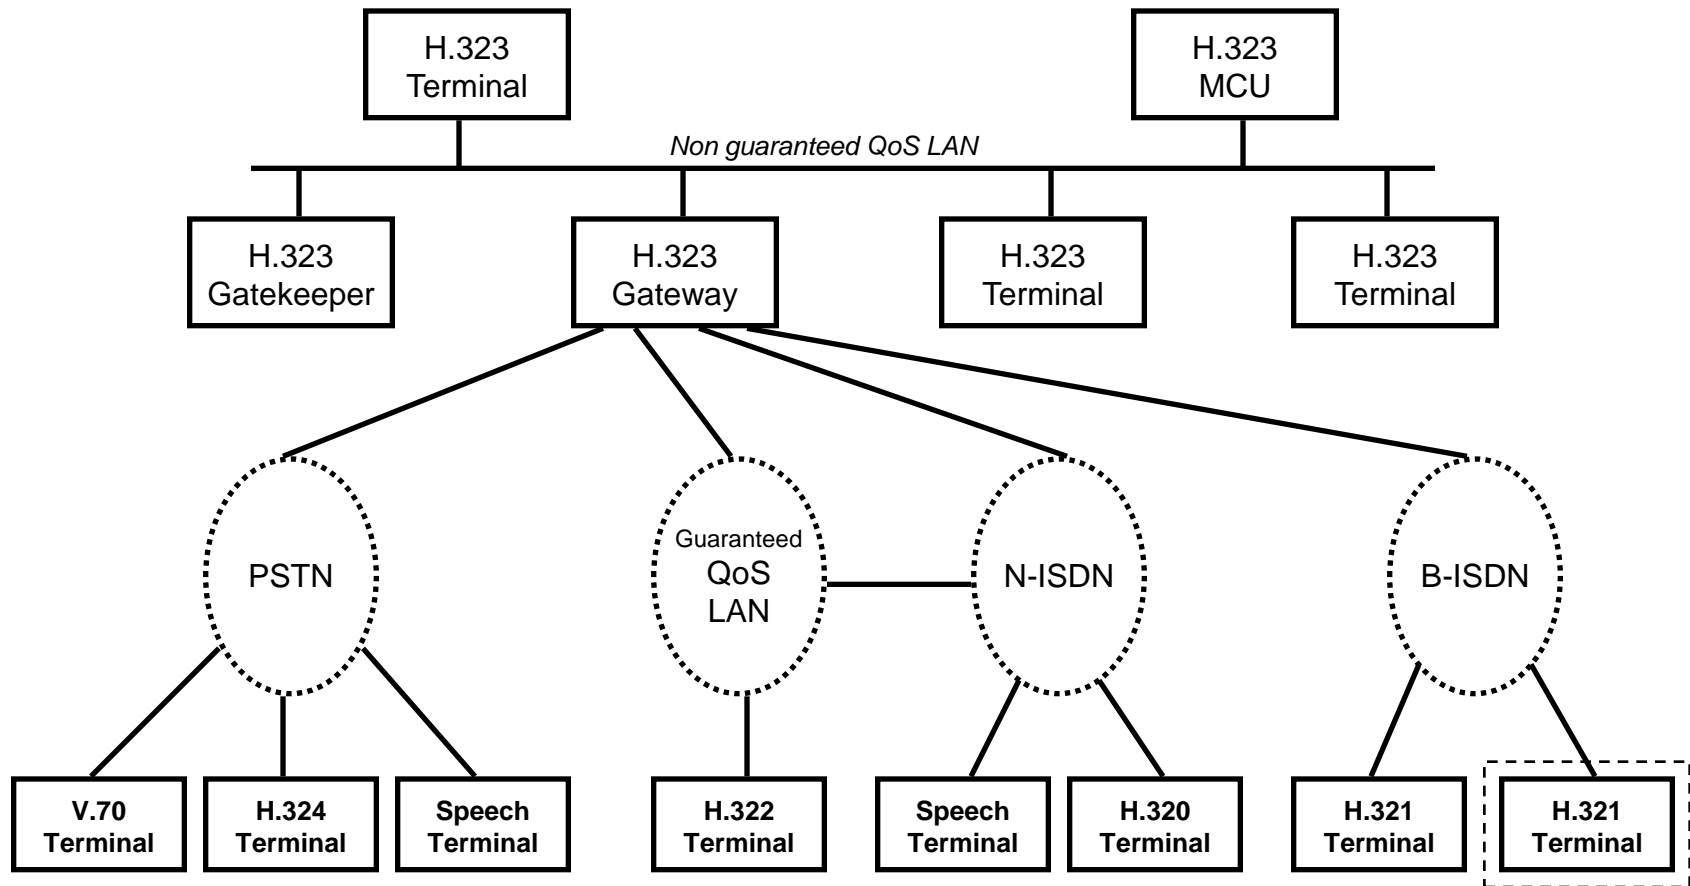 H.323
Terminal
H.323
MCU
Non guaranteed QoS LAN
H.323
Gatekeeper
H.323
Gateway
H.323
Terminal
H.323
Terminal
PSTN
Guaranteed
QoS
LAN
N-ISDN
B-ISDN
V.70
Terminal
H.324
Terminal
Speech
Terminal
H.322
Terminal
Speech
Terminal
H.320
Terminal
H.321
Terminal
H.321
Terminal